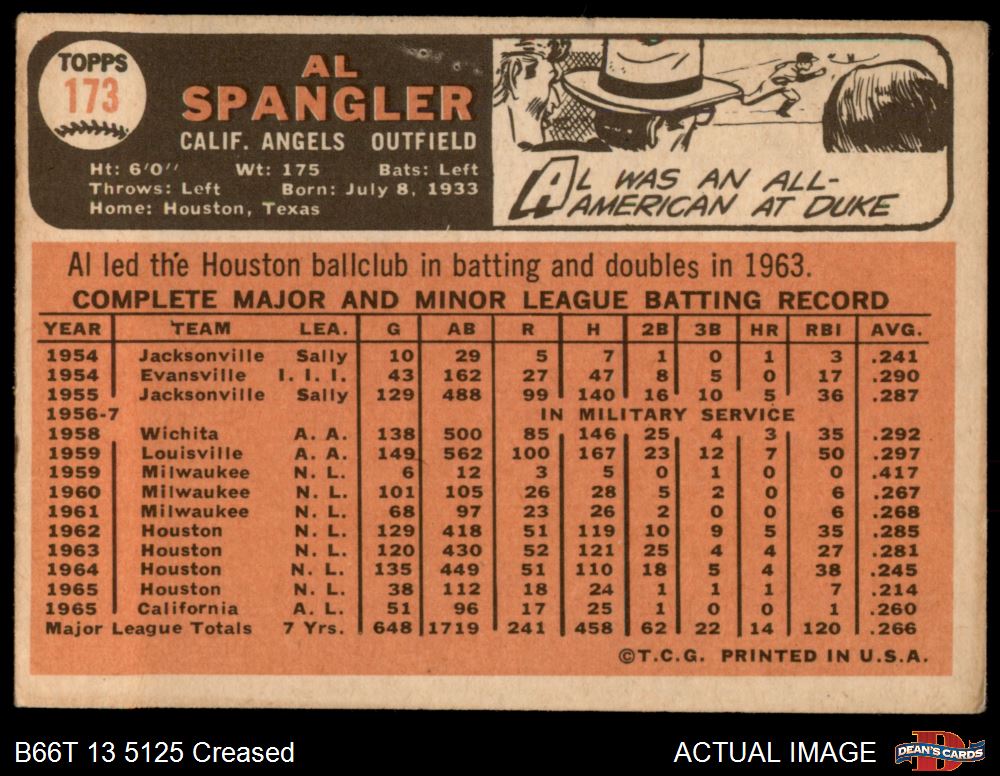 TOPPS
173
AL
SPANGLER
CALIF. ANGELS OUTFIELD
Ht: 6'0'' Wt: 175 Bats: Left
Throws: Left Born: July 8, 1933
Home: Houston, Texas
AL WAS AN ALL-
AMERICAN AT DUKE
Al led the Houston ballclub in batting and doubles in 1963.
COMPLETE MAJOR AND MINOR LEAGUE BATTING RECORD
YEAR TEAM LEA. G AB R H 2B 3B HR RBI AVG.
1954 Jacksonville Sally 10 29 5 7 1 0 1 3 .241
1954 Evansville I. I. I. 43 162 27 47 8 5 0 17 .290
1955 Jacksonville Sally 129 488 99 140 16 10 5 36 .287
1956-7 IN MILITARY SERVICE
1958 Wichita A. A. 138 500 85 146 25 4 3 35 .292
1959 Louisville A. A. 149 562 100 167 23 12 7 50 .297
1959 Milwaukee N. L. 6 12 3 5 0 1 0 0 .417
1960 Milwaukee N. L. 101 105 26 28 5 2 0 6 .267
1961 Milwaukee N. L. 68 97 23 26 2 0 0 6 .268
1962 Houston N. L. 129 418 51 119 10 9 5 35 .285
1963 Houston N. L. 120 430 52 121 25 4 4 27 .281
1964 Houston N. L. 135 449 51 110 18 5 4 38 .245
1965 Houston N. L. 38 112 18 24 1 1 1 7 .214
1965 California A. L. 51 96 17 25 1 0 0 1 .260
Major League Totals 7 Yrs. 648 1719 241 458 62 22 14 120 .266
©T.C.G. PRINTED IN U.S.A.
B66T 13 5125 Creased
ACTUAL IMAGE
DEAN'S CARDS